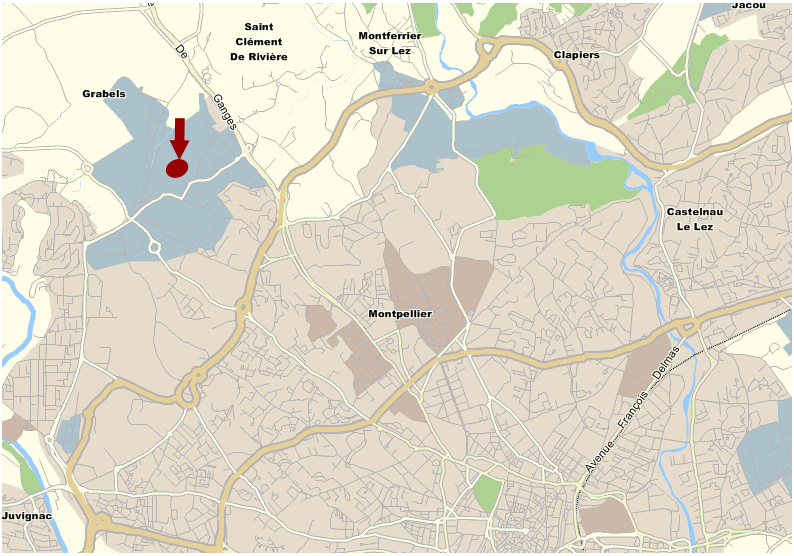 Jacou
Saint
Clément
De Rivière
Montferrier
Sur Lez
De
Ganges
Clapiers
Grabels
Castelnau
Le Lez
Montpellier
Avenue François Delmas
Juvignac